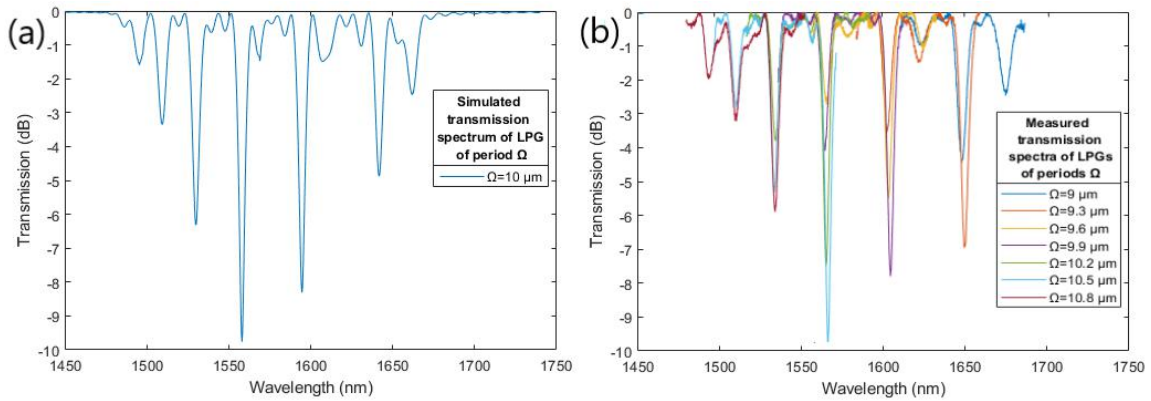 (a)
0
-1
-2
-3
-4
-5
-6
-7
-8
-9
-10
Transmission (dB)
1450 1500 1550 1600 1650 1700 1750
Wavelength (nm)
Simulated
transmission
spectrum of LPG
of period Ω
Ω=10 µm
(b)
0
-1
-2
-3
-4
-5
-6
-7
-8
-9
-10
Transmission (dB)
1450 1500 1550 1600 1650 1700 1750
Wavelength (nm)
Measured
transmission
spectra of LPGs
of periods Ω
Ω=9 µm
Ω=9.3 µm
Ω=9.6 µm
Ω=9.9 µm
Ω=10.2 µm
Ω=10.5 µm
Ω=10.8 µm